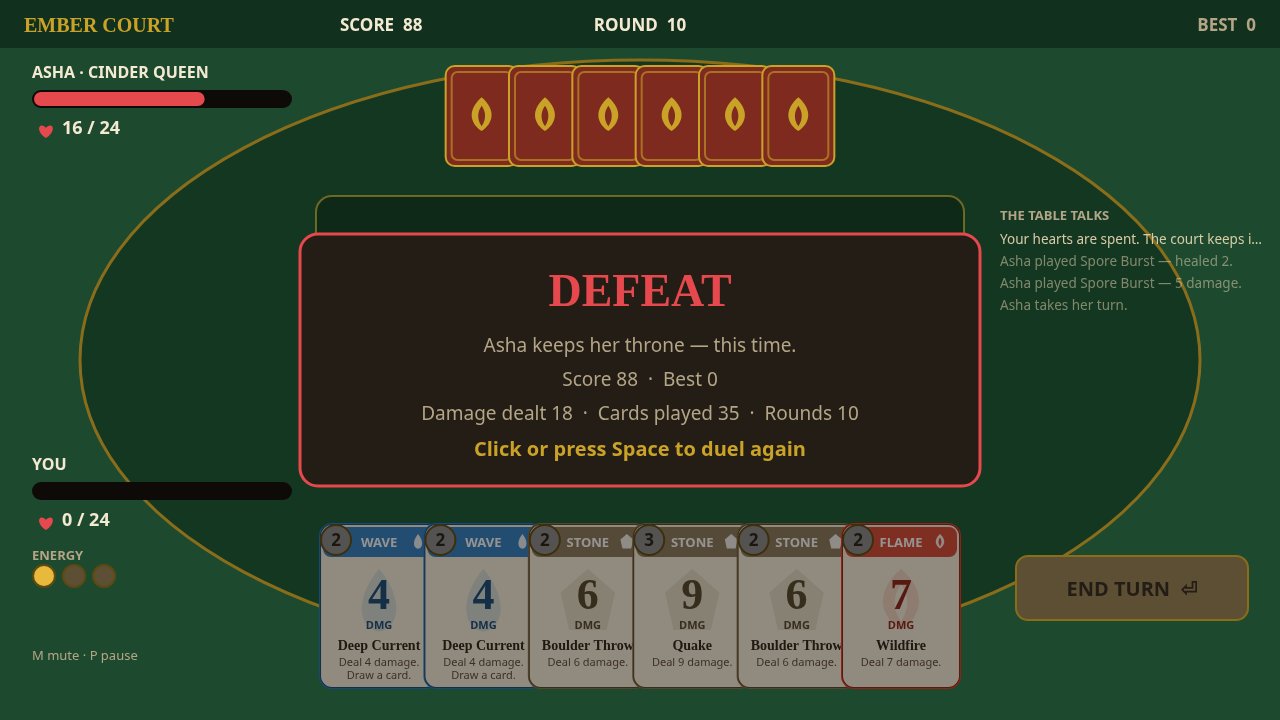 EMBER COURT
SCORE 88
ROUND 10
BEST 0
ASHA · CINDER QUEEN
16 / 24
THE TABLE TALKS
Your hearts are spent. The court keeps i...
Asha played Spore Burst — healed 2.
Asha played Spore Burst — 5 damage.
Asha takes her turn.
DEFEAT
Asha keeps her throne — this time.
Score 88 · Best 0
Damage dealt 18 · Cards played 35 · Rounds 10
Click or press Space to duel again
YOU
0 / 24
ENERGY
M mute · P pause
2 WAVE
4
DMG
Deep Current
Deal 4 damage.
Draw a card.
2 WAVE
4
DMG
Deep Current
Deal 4 damage.
Draw a card.
2 STONE
6
DMG
Boulder Throw
Deal 6 damage.
3 STONE
9
DMG
Quake
Deal 9 damage.
2 STONE
6
DMG
Boulder Throw
Deal 6 damage.
2 FLAME
7
DMG
Wildfire
Deal 7 damage.
END TURN ⏎